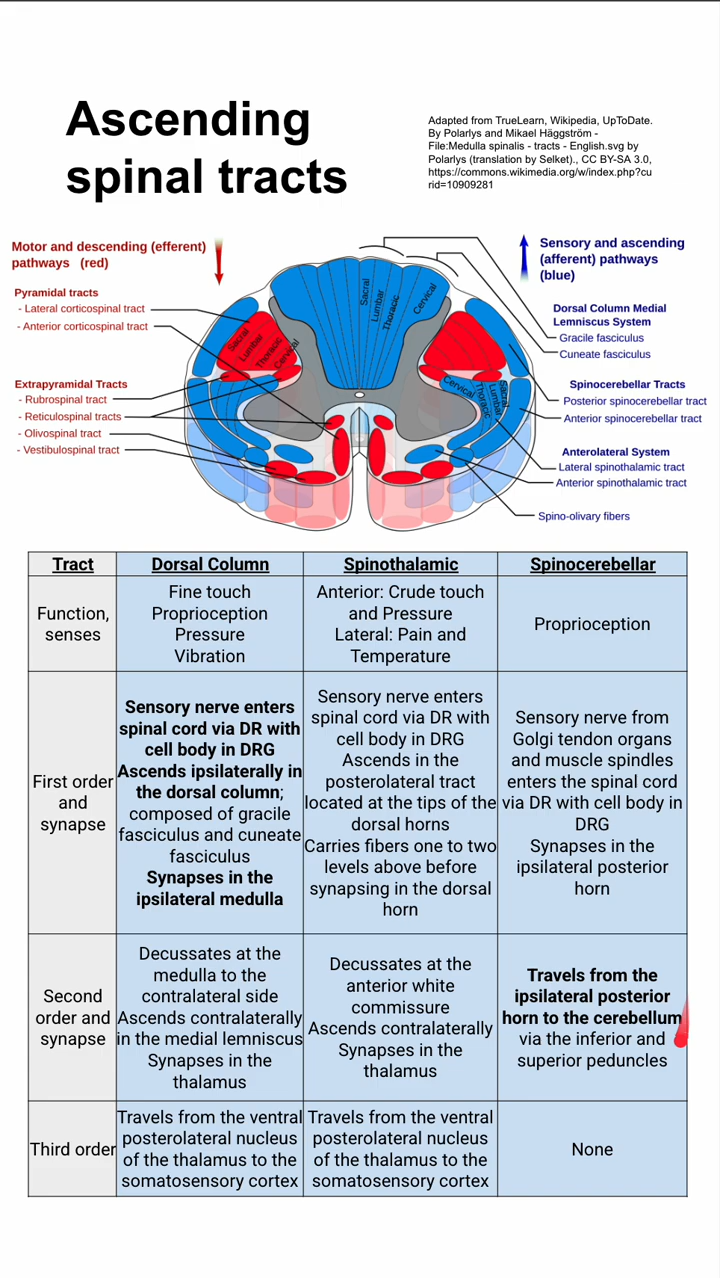 Ascending
spinal tracts
Adapted from TrueLearn, Wikipedia, UpToDate.
By Polarlys and Mikael Häggström -
File:Medulla spinalis - tracts - English.svg by
Polarlys (translation by Selket)., CC BY-SA 3.0,
https://commons.wikimedia.org/w/index.php?cu
rid=10909281
Motor and descending (efferent)
pathways (red)
Pyramidal tracts
- Lateral corticospinal tract
- Anterior corticospinal tract
Extrapyramidal Tracts
- Rubrospinal tract
- Reticulospinal tracts
- Olivospinal tract
- Vestibulospinal tract
Sacral
Lumbar
Thoracic
Cervical
Sacral
Lumbar
Thoracic
Cervical
Cervical
Thoracic
Lumbar
Sacral
Sensory and ascending
(afferent) pathways
(blue)
Dorsal Column Medial
Lemniscus System
Gracile fasciculus
Cuneate fasciculus
Spinocerebellar Tracts
Posterior spinocerebellar tract
Anterior spinocerebellar tract
Anterolateral System
Lateral spinothalamic tract
Anterior spinothalamic tract
Spino-olivary fibers
Tract
Dorsal Column
Spinothalamic
Spinocerebellar
Function,
senses
Fine touch
Proprioception
Pressure
Vibration
Anterior: Crude touch
and Pressure
Lateral: Pain and
Temperature
Proprioception
First order
and
synapse
Sensory nerve enters
spinal cord via DR with
cell body in DRG
Ascends ipsilaterally in
the dorsal column;
composed of gracile
fasciculus and cuneate
fasciculus
Synapses in the
ipsilateral medulla
Sensory nerve enters
spinal cord via DR with
cell body in DRG
Ascends in the
posterolateral tract
located at the tips of the
dorsal horns
Carries fibers one to two
levels above before
synapsing in the dorsal
horn
Sensory nerve from
Golgi tendon organs
and muscle spindles
enters the spinal cord
via DR with cell body in
DRG
Synapses in the
ipsilateral posterior
horn
Second
order and
synapse
Decussates at the
medulla to the
contralateral side
Ascends contralaterally
in the medial lemniscus
Synapses in the
thalamus
Decussates at the
anterior white
commissure
Ascends contralaterally
Synapses in the
thalamus
Travels from the
ipsilateral posterior
horn to the cerebellum
via the inferior and
superior peduncles
Third order
Travels from the ventral
posterolateral nucleus
of the thalamus to the
somatosensory cortex
Travels from the ventral
posterolateral nucleus
of the thalamus to the
somatosensory cortex
None